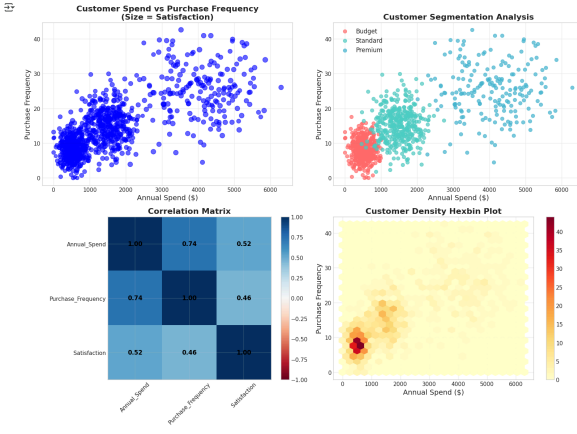 Customer Spend vs Purchase Frequency
(Size = Satisfaction)
Purchase Frequency
40
30
20
10
0
0 1000 2000 3000 4000 5000 6000
Annual Spend ($)
Customer Segmentation Analysis
Budget
Standard
Premium
Purchase Frequency
40
30
20
10
0
0 1000 2000 3000 4000 5000 6000
Annual Spend ($)
Correlation Matrix
Annual_Spend
Purchase_Frequency
Satisfaction
1.00 0.74 0.52
0.74 1.00 0.46
0.52 0.46 1.00
Annual_Spend
Purchase_Frequency
Satisfaction
1.00
0.75
0.50
0.25
0.00
−0.25
−0.50
−0.75
−1.00
Customer Density Hexbin Plot
Purchase Frequency
40
30
20
10
0
0 1000 2000 3000 4000 5000 6000
Annual Spend ($)
40
35
30
25
20
15
10
5
0